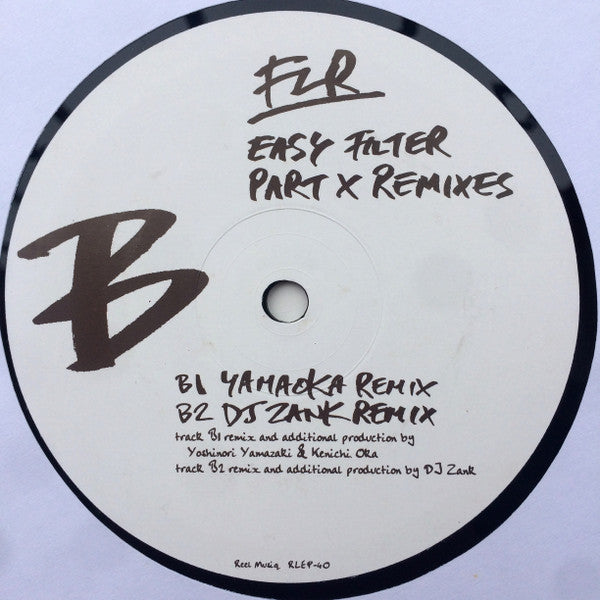 FLR
EASY FILTER
PART X REMIXES
B
B1 YAMAOKA REMIX
B2 DJ ZANK REMIX
track B1 remix and additional production by
Yoshinori Yamazaki & Kenichi Oka
track B2 remix and additional production by DJ Zank
Reel Musiq RLEP-40